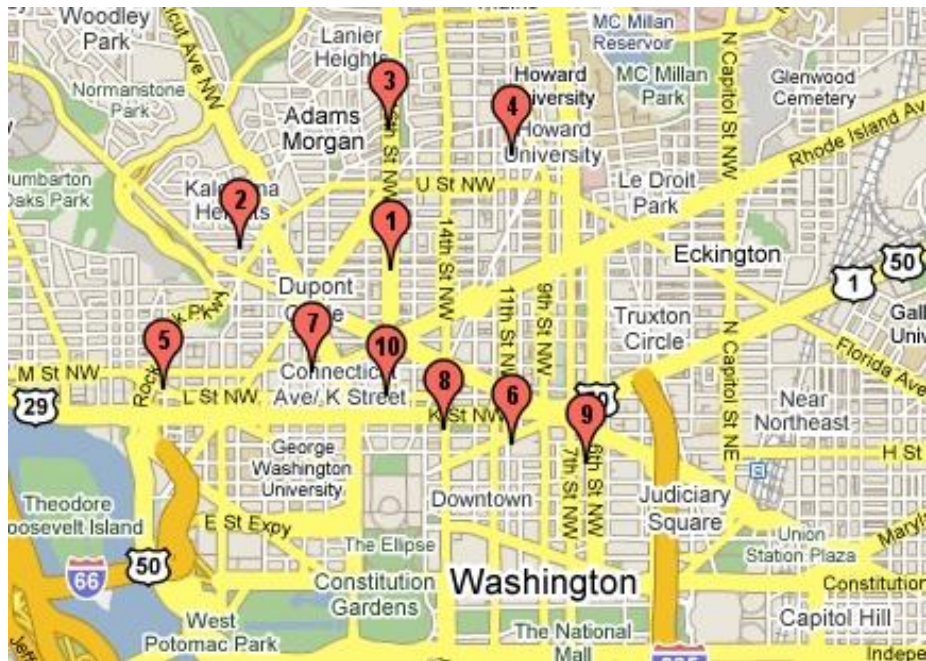 Woodley
Park
Lanier
Heights
MC Millan
Reservoir
MC Millan
Park
Glenwood
Cemetery
N Capitol St NW
Normanstone
Park
Ave NW
3
Adams
Morgan
4
Howard
University
Howard
University
Rhode Island Av
Dumbarton
Oaks Park
Heights
2
U St NW
Le Droit
Park
1
14th St NW
Eckington
50
1
Dupont
11th St NW
9th St NW
Truxton
Circle
7
5
10
Connecticut
Ave/ K Street
M St NW
Rock
L St NW
29
8
K St NW
6
9
N Capitol St NE
Florida Ave
Near
Northeast
H St
George
Washington
University
Downtown
7th St NW
6th St NW
Judiciary
Square
Theodore
Roosevelt Island
E St Expy
The Ellipse
Union
Station Plaza
50
66
Constitution
Gardens
Washington
Constitution
Capitol Hill
West
Potomac Park
The National
Mall
Indepe